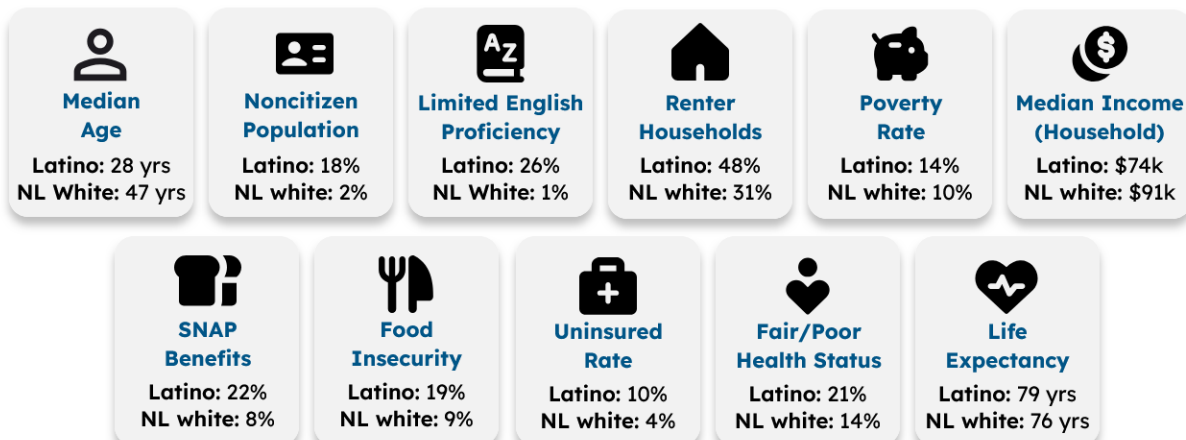 AZ
$
Median
Age
Latino: 28 yrs
NL White: 47 yrs
Noncitizen
Population
Latino: 18%
NL white: 2%
Limited English
Proficiency
Latino: 26%
NL White: 1%
Renter
Households
Latino: 48%
NL white: 31%
Poverty
Rate
Latino: 14%
NL white: 10%
Median Income
(Household)
Latino: $74k
NL white: $91k
SNAP
Benefits
Latino: 22%
NL white: 8%
Food
Insecurity
Latino: 19%
NL white: 9%
Uninsured
Rate
Latino: 10%
NL white: 4%
Fair/Poor
Health Status
Latino: 21%
NL white: 14%
Life
Expectancy
Latino: 79 yrs
NL white: 76 yrs